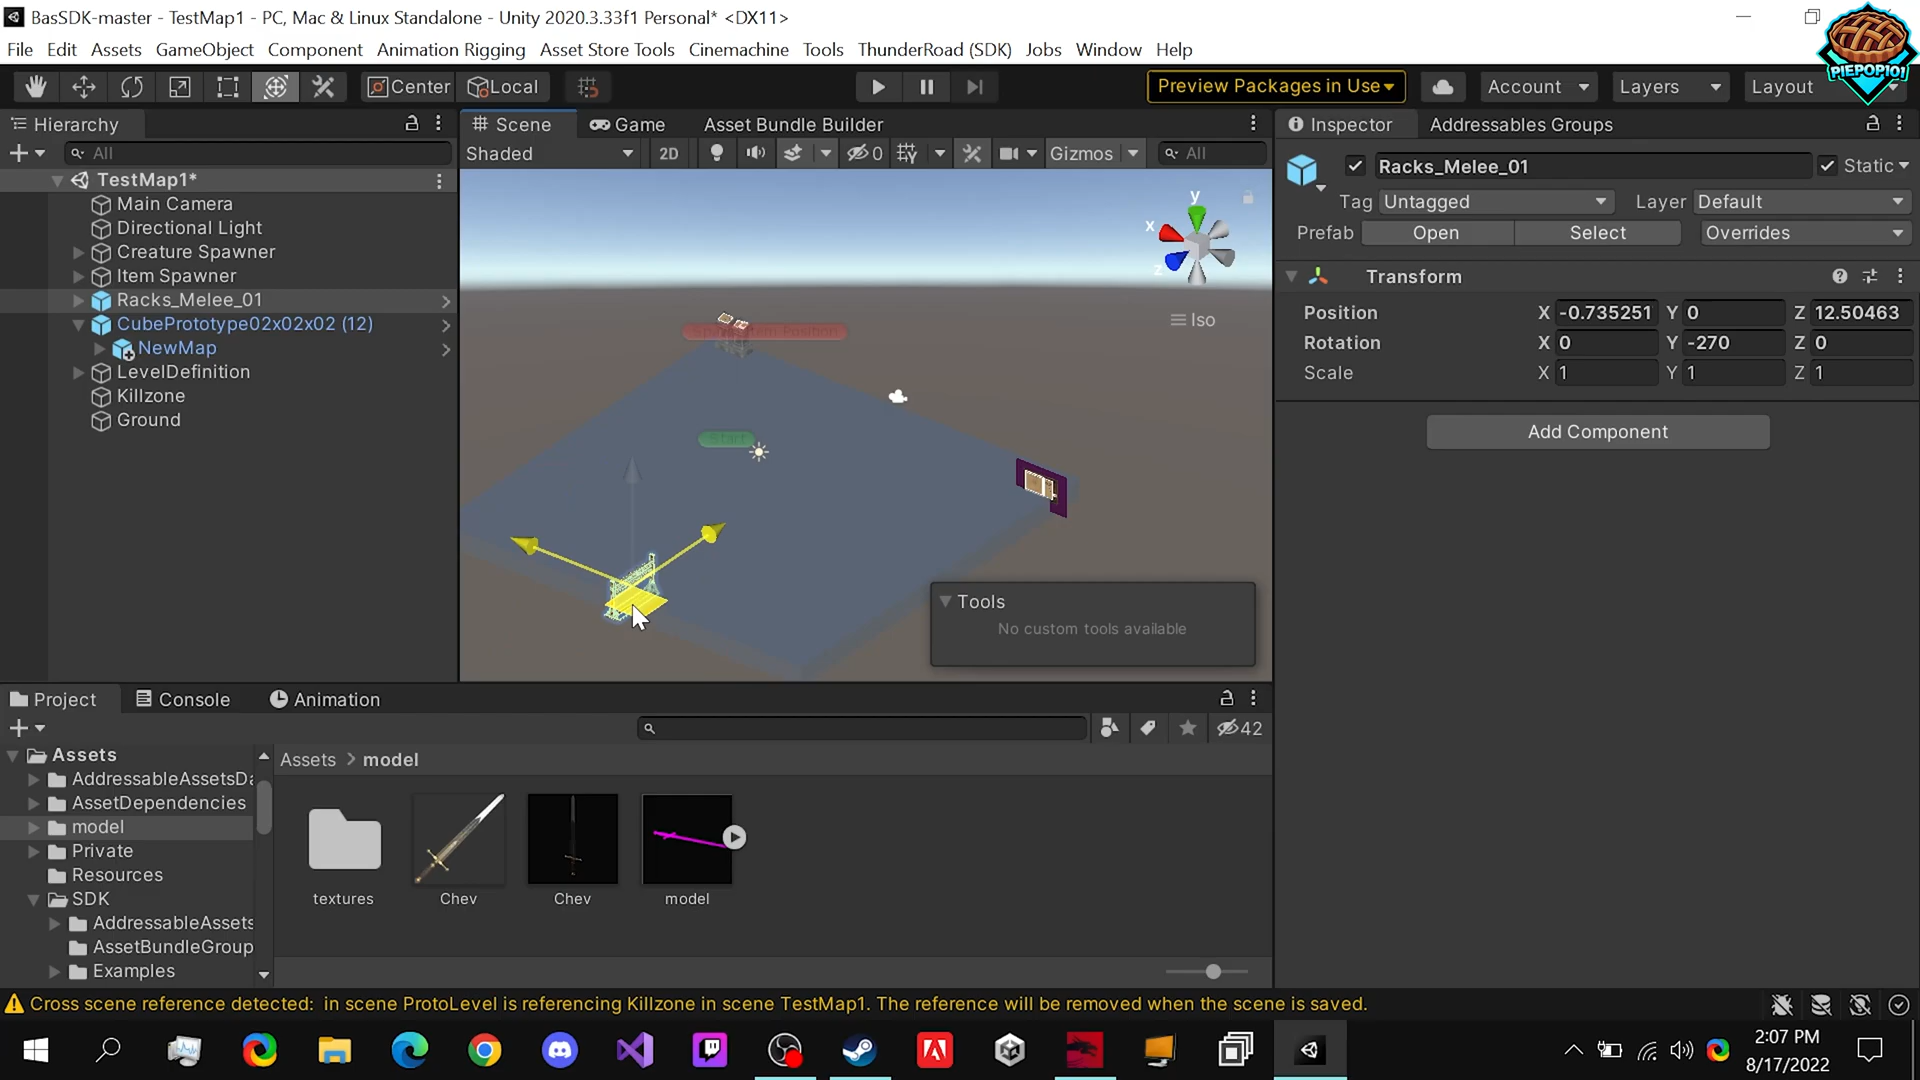 BasSDK-master - TestMap1 - PC, Mac & Linux Standalone - Unity 2020.3.33f1 Personal* <DX11>
File Edit Assets GameObject Component Animation Rigging Asset Store Tools Cinemachine Tools ThunderRoad (SDK) Jobs Window Help
PIEPOP101
Center Local Preview Packages in Use Account Layers Layout
Hierarchy
All
TestMap1*
Main Camera
Directional Light
Creature Spawner
Item Spawner
Racks_Melee_01
CubePrototype02x02x02 (12)
NewMap
LevelDefinition
Killzone
Ground
Scene Game Asset Bundle Builder
Shaded 2D 0 Gizmos All
y
x
z
Iso
Start
Tools
No custom tools available
Inspector Addressables Groups
Racks_Melee_01 Static
Tag Untagged Layer Default
Prefab Open Select Overrides
Transform
Position X -0.735251 Y 0 Z 12.50463
Rotation X 0 Y -270 Z 0
Scale X 1 Y 1 Z 1
Add Component
Project Console Animation
42
Assets
AddressableAssetsDa
AssetDependencies
model
Private
Resources
SDK
AddressableAssets
AssetBundleGroup
Examples
Assets > model
textures Chev Chev model
Cross scene reference detected: in scene ProtoLevel is referencing Killzone in scene TestMap1. The reference will be removed when the scene is saved.
2:07 PM
8/17/2022